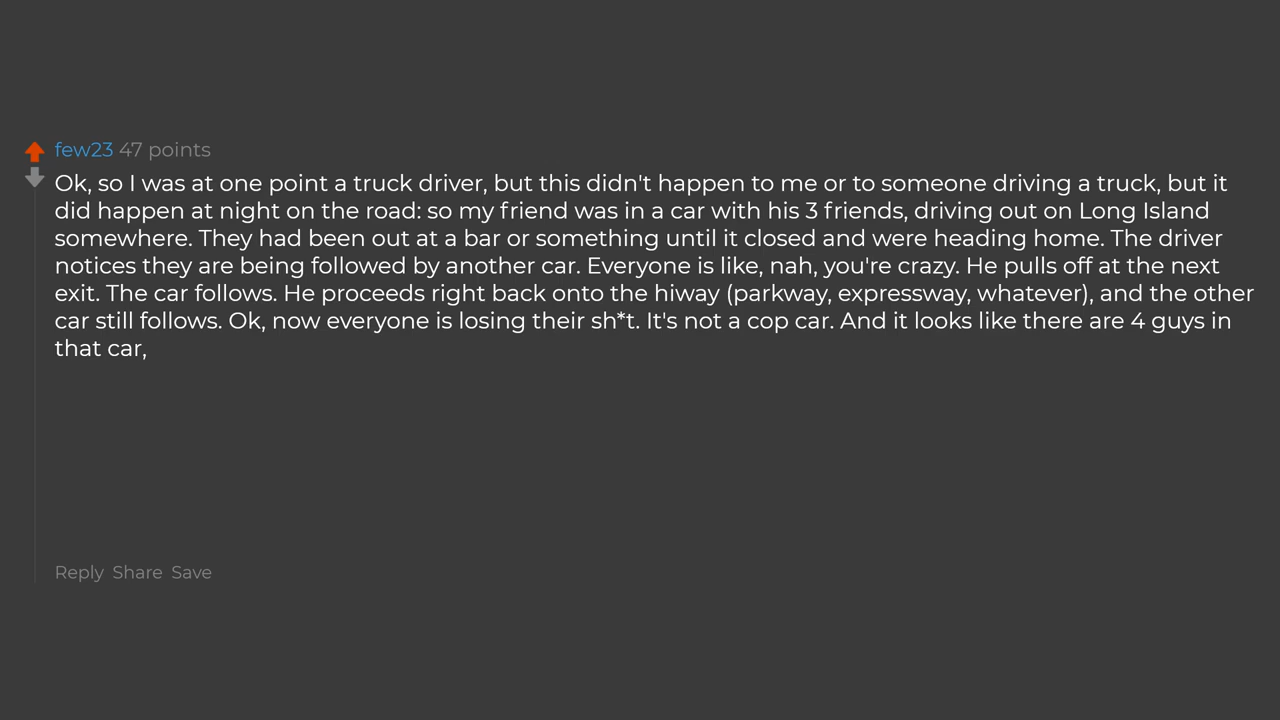 few23 47 points
Ok, so I was at one point a truck driver, but this didn't happen to me or to someone driving a truck, but it
did happen at night on the road: so my friend was in a car with his 3 friends, driving out on Long Island
somewhere. They had been out at a bar or something until it closed and were heading home. The driver
notices they are being followed by another car. Everyone is like, nah, you're crazy. He pulls off at the next
exit. The car follows. He proceeds right back onto the hiway (parkway, expressway, whatever), and the other
car still follows. Ok, now everyone is losing their sh*t. It's not a cop car. And it looks like there are 4 guys in
that car,
Reply Share Save